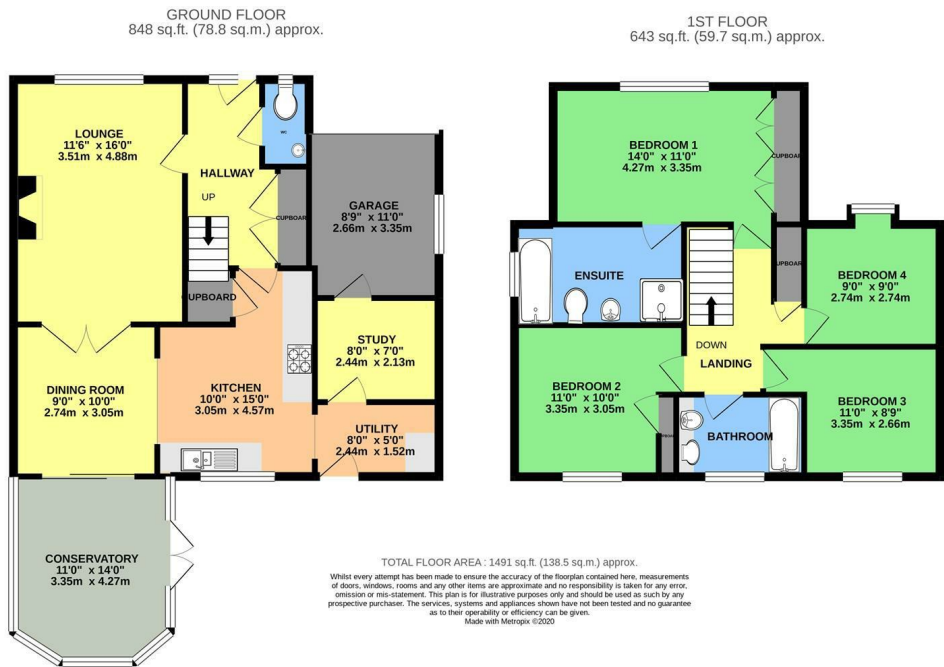 GROUND FLOOR
848 sq.ft. (78.8 sq.m.) approx.
LOUNGE
11'6" x 16'0"
3.51m x 4.88m
HALLWAY
UP
WC
CUPBOARD
GARAGE
8'9" x 11'0"
2.66m x 3.35m
CUPBOARD
STUDY
8'0" x 7'0"
2.44m x 2.13m
DINING ROOM
9'0" x 10'0"
2.74m x 3.05m
KITCHEN
10'0" x 15'0"
3.05m x 4.57m
UTILITY
8'0" x 5'0"
2.44m x 1.52m
CONSERVATORY
11'0" x 14'0"
3.35m x 4.27m
1ST FLOOR
643 sq.ft. (59.7 sq.m.) approx.
BEDROOM 1
14'0" x 11'0"
4.27m x 3.35m
CUPBOARD
ENSUITE
CUPBOARD
BEDROOM 4
9'0" x 9'0"
2.74m x 2.74m
DOWN
LANDING
BEDROOM 2
11'0" x 10'0"
3.35m x 3.05m
BATHROOM
BEDROOM 3
11'0" x 8'9"
3.35m x 2.66m
TOTAL FLOOR AREA : 1491 sq.ft. (138.5 sq.m.) approx.
Whilst every attempt has been made to ensure the accuracy of the floorplan contained here, measurements
of doors, windows, rooms and any other items are approximate and no responsibility is taken for any error,
omission or mis-statement. This plan is for illustrative purposes only and should be used as such by any
prospective purchaser. The services, systems and appliances shown have not been tested and no guarantee
as to their operability or efficiency can be given.
Made with Metropix ©2020